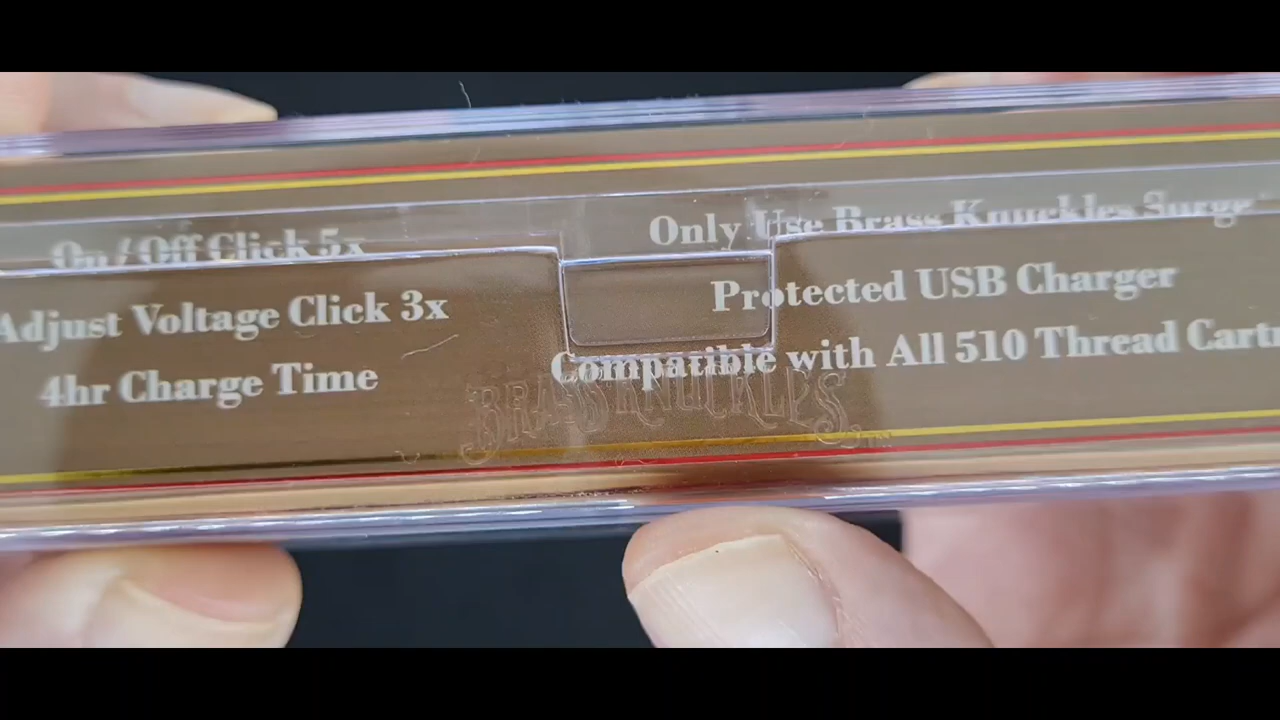 On / Off Click 5x
Adjust Voltage Click 3x
4hr Charge Time
Only Use Brass Knuckles Surge
Protected USB Charger
Compatible with All 510 Thread Cart
BRASS KNUCKLES